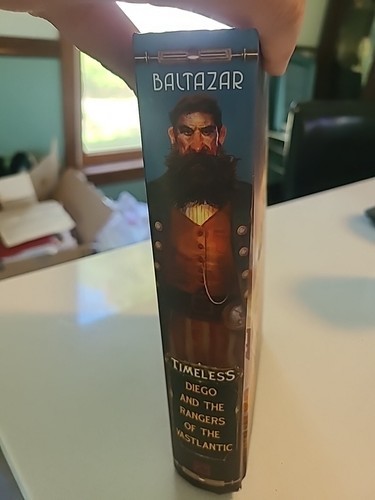 BALTAZAR
TIMELESS
DIEGO
AND THE
RANGERS
OF THE
VASTLANTIC